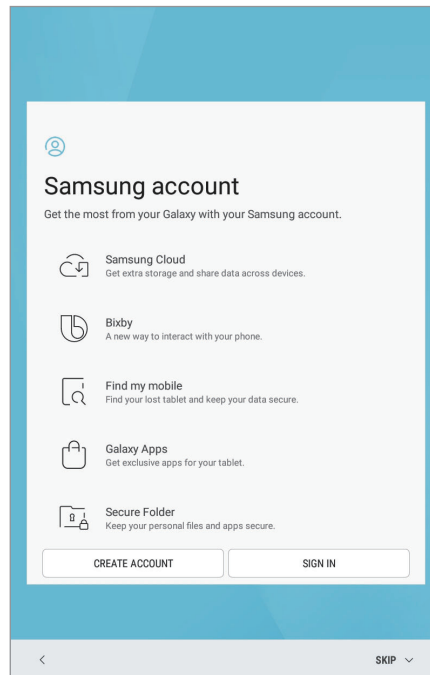 Samsung account
Get the most from your Galaxy with your Samsung account.
Samsung Cloud
Get extra storage and share data across devices.
Bixby
A new way to interact with your phone.
Find my mobile
Find your lost tablet and keep your data secure.
Galaxy Apps
Get exclusive apps for your tablet.
Secure Folder
Keep your personal files and apps secure.
CREATE ACCOUNT
SIGN IN
SKIP